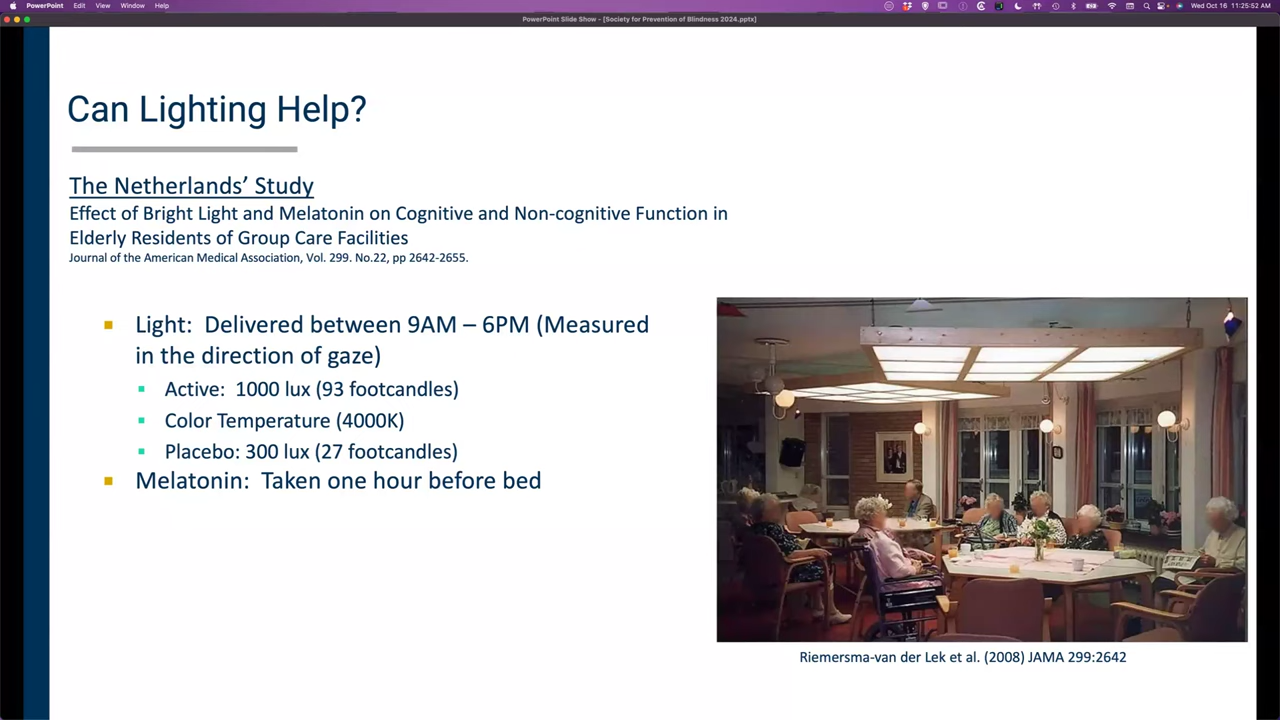 PowerPoint File Edit View Window Help
Wed Oct 16 11:25:52 AM
PowerPoint Slide Show - [Society for Prevention of Blindness 2024.pptx]
Can Lighting Help?
The Netherlands’ Study
Effect of Bright Light and Melatonin on Cognitive and Non-cognitive Function in
Elderly Residents of Group Care Facilities
Journal of the American Medical Association, Vol. 299. No.22, pp 2642-2655.
Light: Delivered between 9AM – 6PM (Measured
in the direction of gaze)
Active: 1000 lux (93 footcandles)
Color Temperature (4000K)
Placebo: 300 lux (27 footcandles)
Melatonin: Taken one hour before bed
Riemersma-van der Lek et al. (2008) JAMA 299:2642